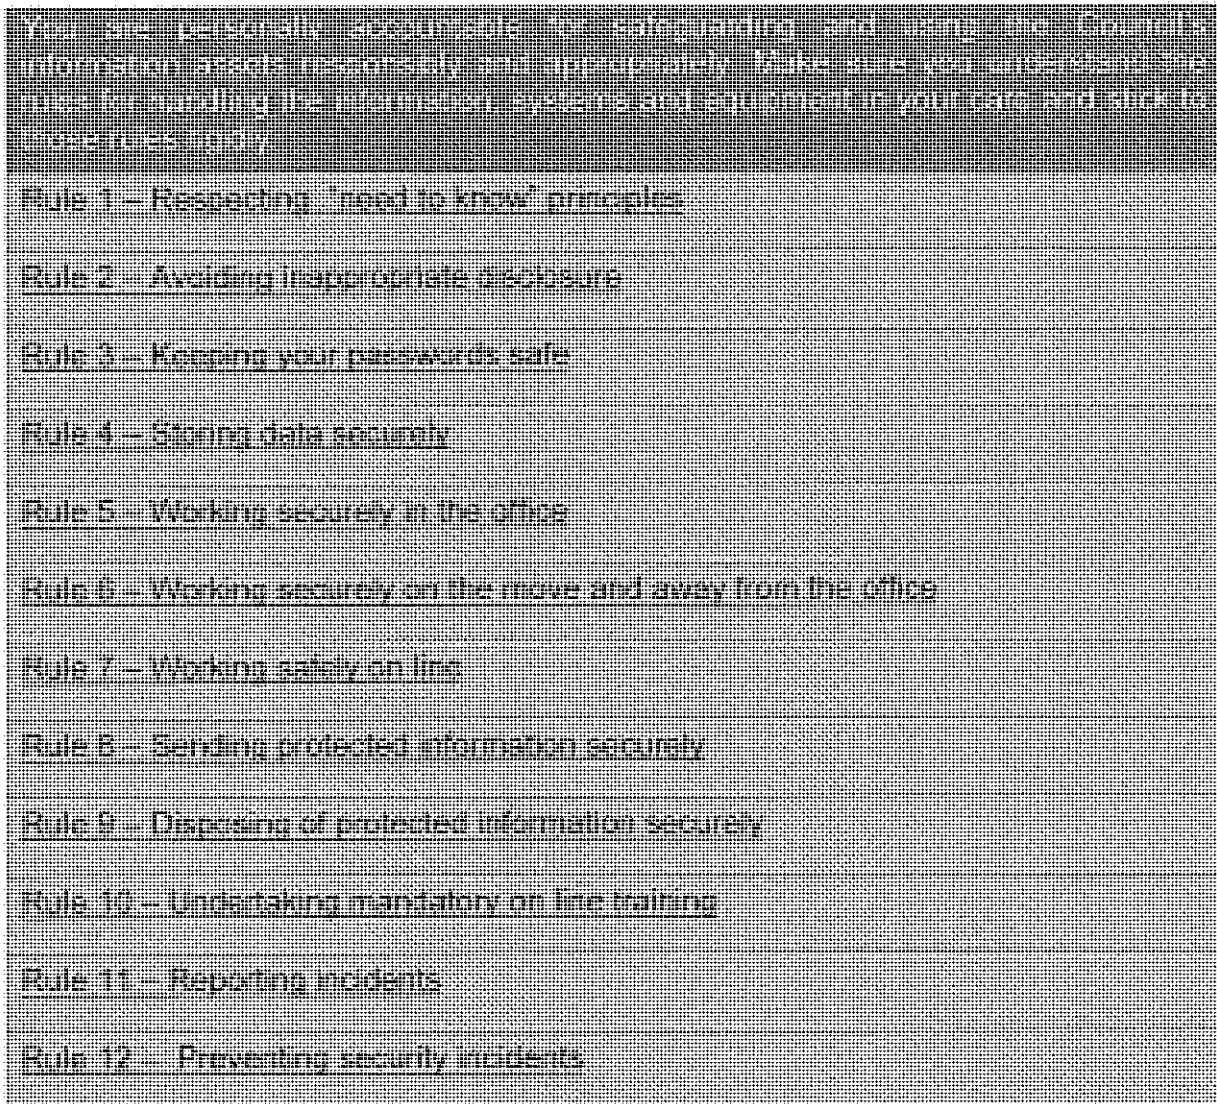 You are personally accountable for safeguarding and using the Council's
information assets responsibly and appropriately. Make sure you understand the
rules for handling the information, systems and equipment in your care and stick to
those rules rigidly.
Rule 1 – Respecting 'need to know' principles
Rule 2 – Avoiding inappropriate disclosure
Rule 3 – Keeping your passwords safe
Rule 4 – Storing data securely
Rule 5 – Working securely in the office
Rule 6 – Working securely on the move and away from the office
Rule 7 – Working safely on line
Rule 8 – Sending protected information securely
Rule 9 – Disposing of protected information securely
Rule 10 – Undertaking mandatory on line training
Rule 11 – Reporting incidents
Rule 12 – Preventing security incidents